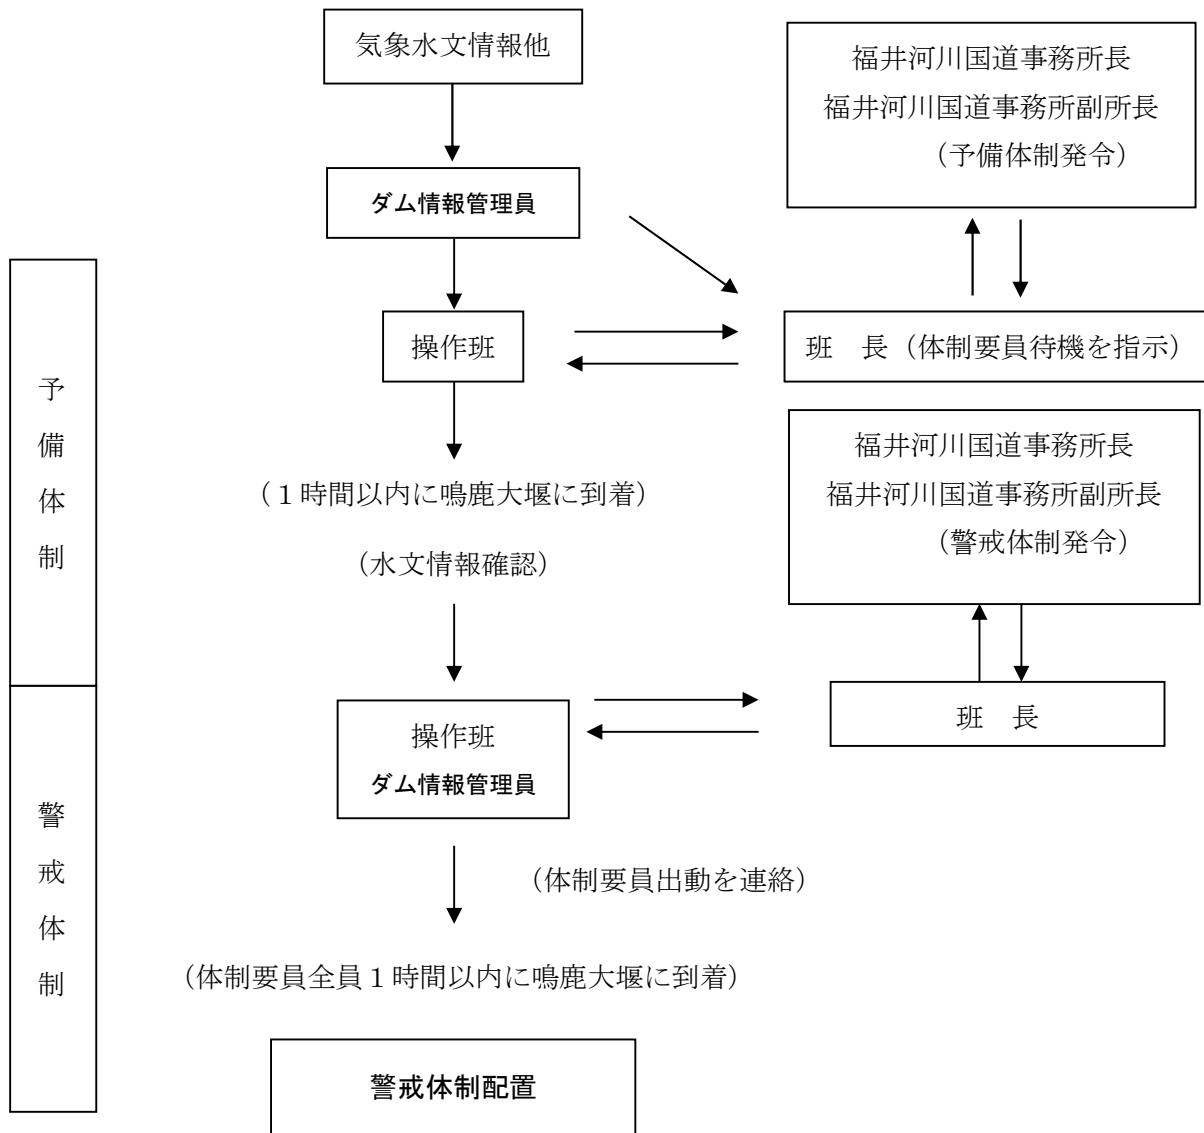 気象水文情報他
福井河川国道事務所長
福井河川国道事務所副所長
(予備体制発令)
ダム情報管理員
操作班
班　長(体制要員待機を指示)
予備体制
福井河川国道事務所長
福井河川国道事務所副所長
(警戒体制発令)
(1時間以内に鳴鹿大堰に到着)
(水文情報確認)
班　長
操作班
ダム情報管理員
警戒体制
(体制要員出動を連絡)
(体制要員全員1時間以内に鳴鹿大堰に到着)
警戒体制配置